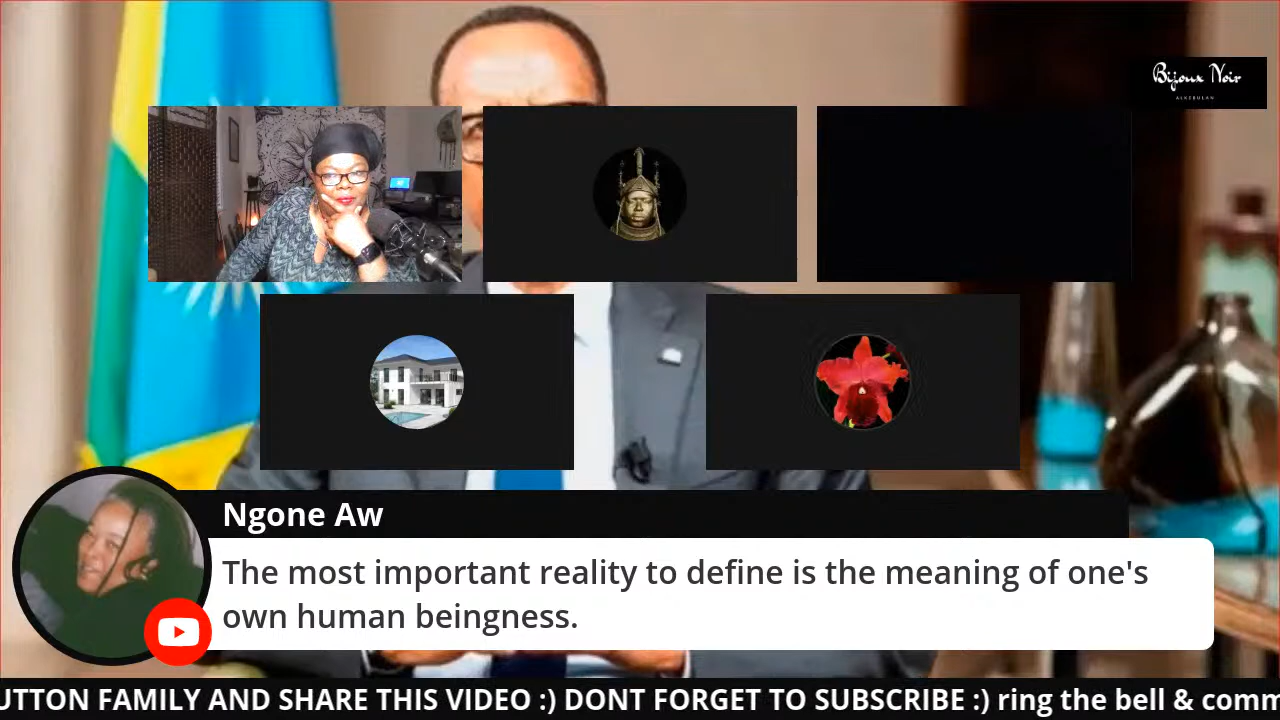 Bijoux Noir
ALKEBULAN
Ngone Aw
The most important reality to define is the meaning of one's
own human beingness.
UTTON FAMILY AND SHARE THIS VIDEO :) DONT FORGET TO SUBSCRIBE :) ring the bell & comm